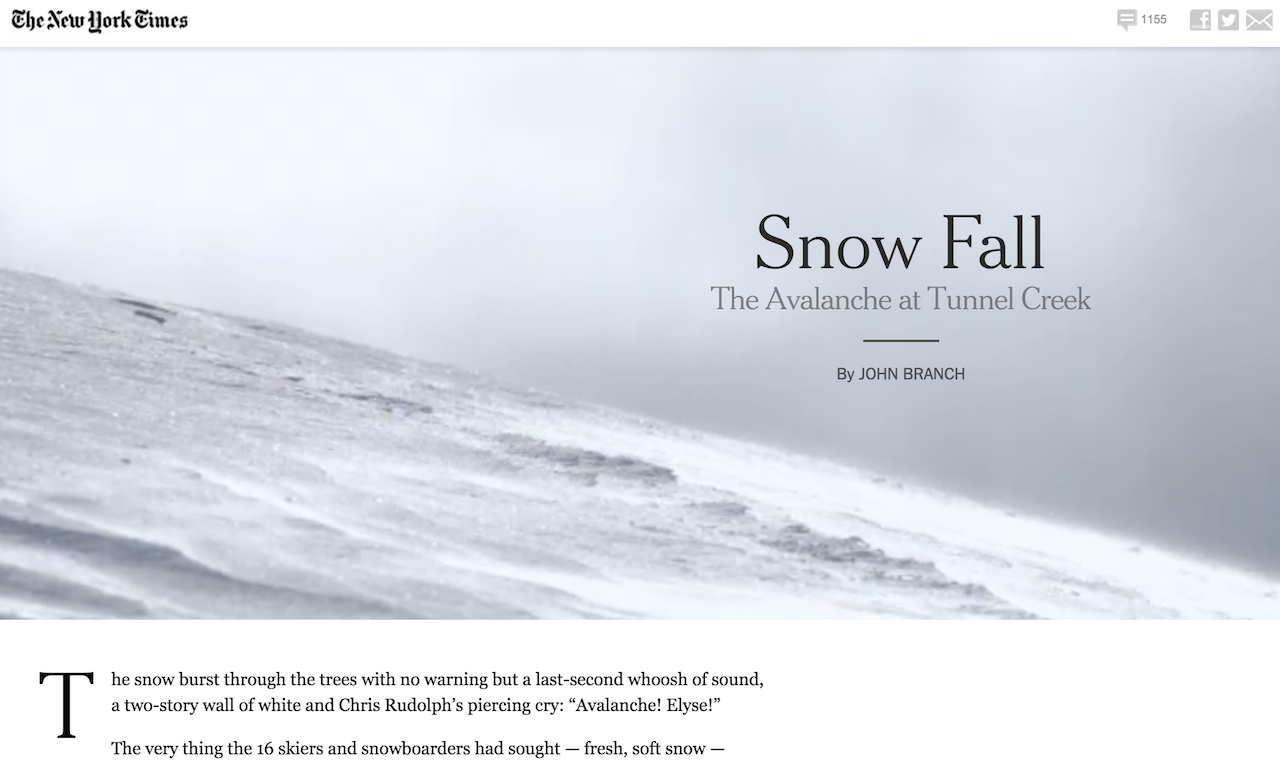 The New York Times
1155
Snow Fall
The Avalanche at Tunnel Creek
By JOHN BRANCH
The snow burst through the trees with no warning but a last-second whoosh of sound,
a two-story wall of white and Chris Rudolph’s piercing cry: “Avalanche! Elyse!”
The very thing the 16 skiers and snowboarders had sought — fresh, soft snow —